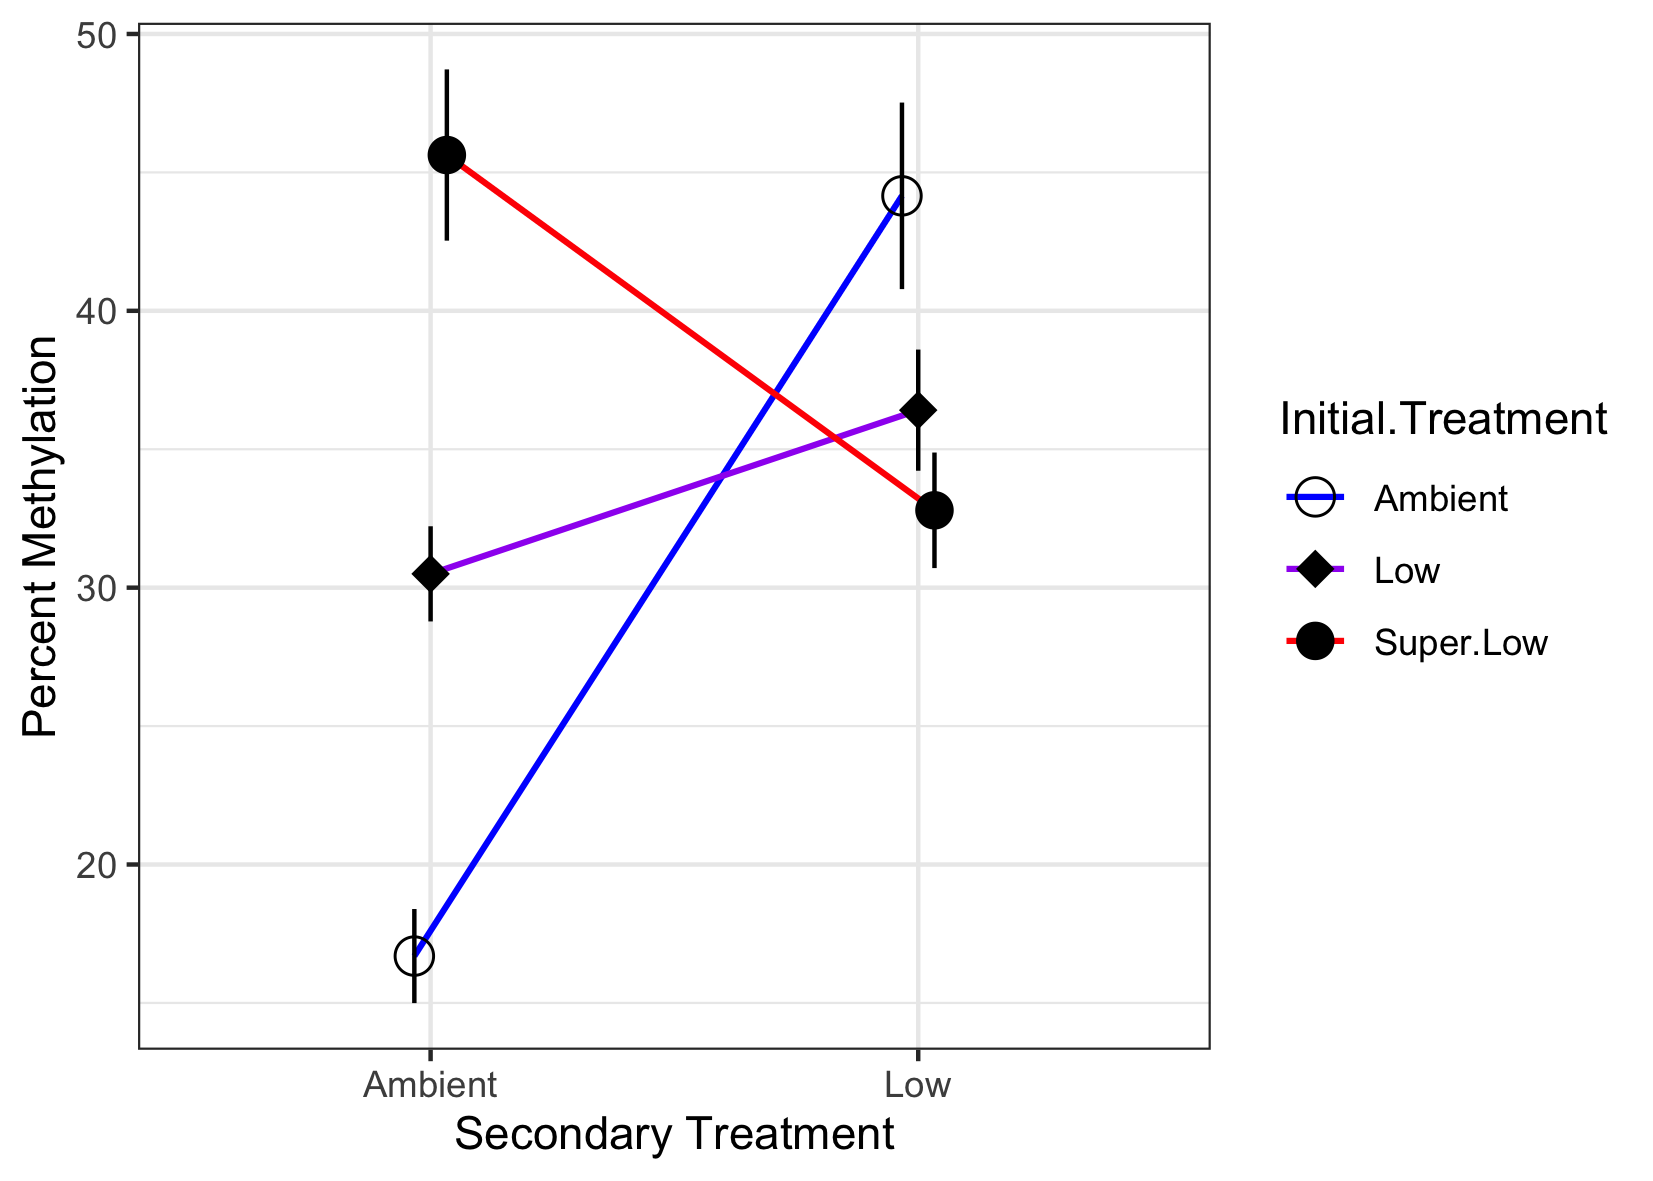 50
40
30
20
Percent Methylation
Ambient
Low
Secondary Treatment
Initial.Treatment
Ambient
Low
Super.Low